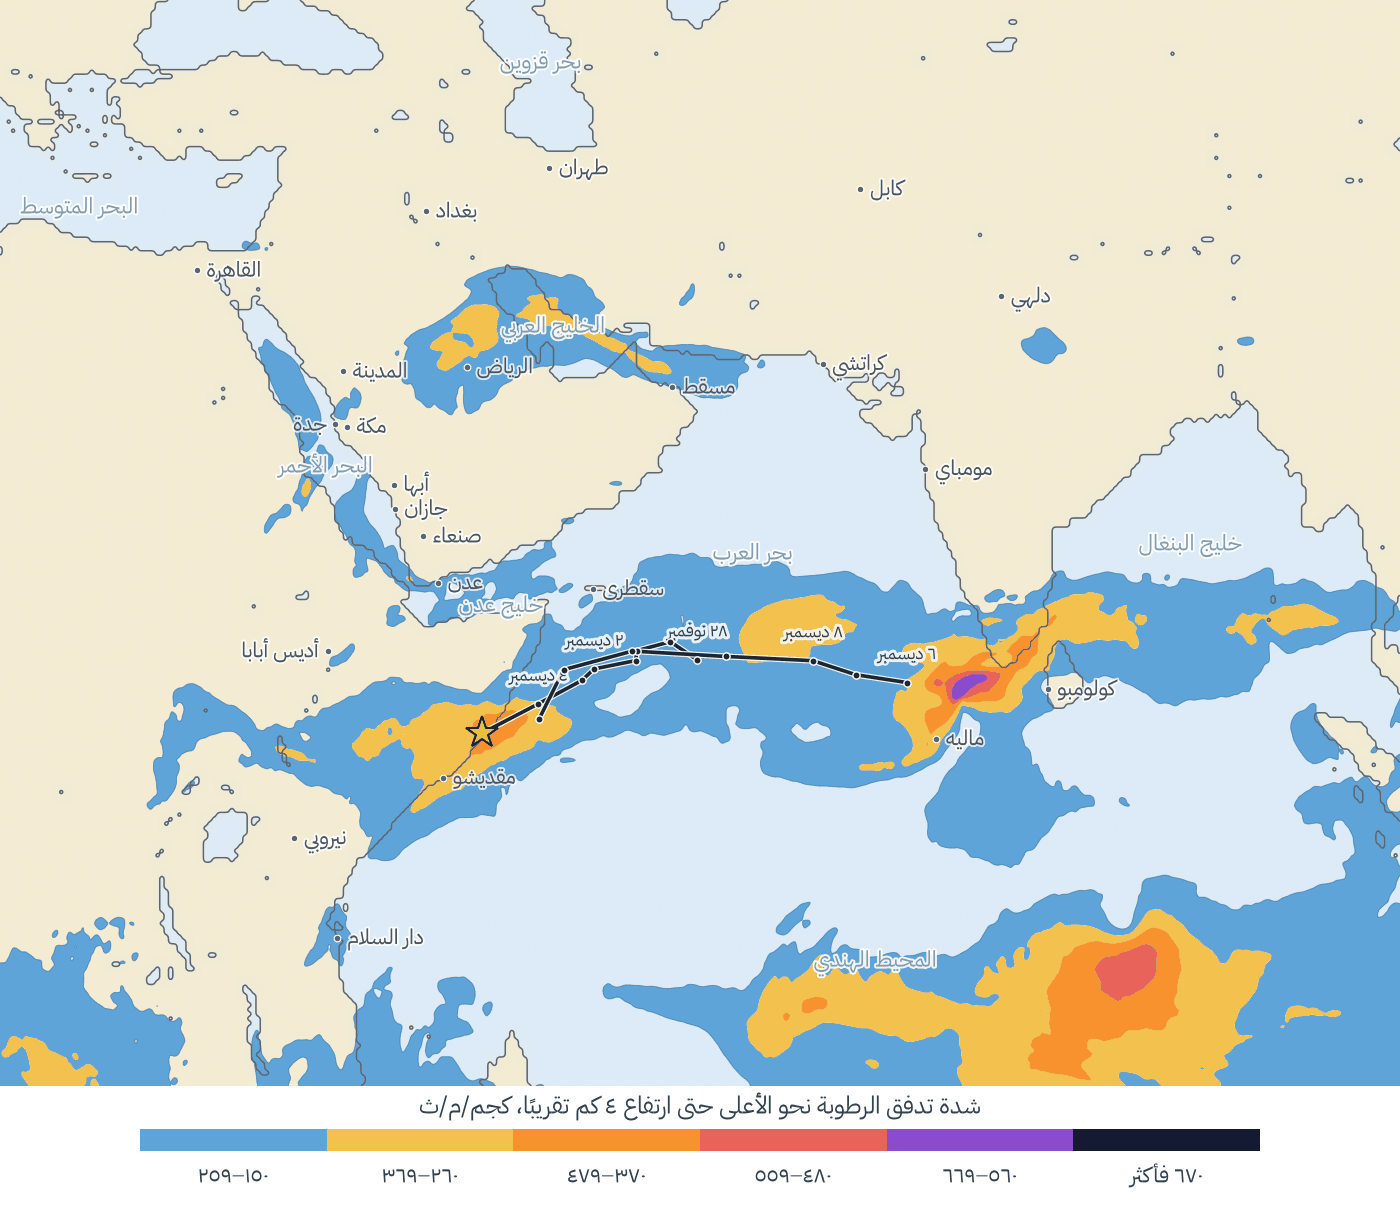 بحر قزوين
طهران
كابل
البحر المتوسط
بغداد
القاهرة
دلهي
الخليج العربي
المدينة
الرياض
كراتشي
مسقط
جدة
مكة
البحر الأحمر
مومباي
أبها
جازان
صنعاء
خليج البنغال
بحر العرب
عدن
سقطرى
خليج عدن
٢ ديسمبر
٢٨ نوفمبر
٨ ديسمبر
أديس أبابا
٦ ديسمبر
٤ ديسمبر
كولومبو
ماليه
مقديشو
نيروبي
دار السلام
المحيط الهندي
شدة تدفق الرطوبة نحو الأعلى حتى ارتفاع ٤ كم تقريبًا، كجم/م/ث
١٥٠–٢٥٩
٢٦٠–٣٦٩
٣٧٠–٤٧٩
٤٨٠–٥٥٩
٥٦٠–٦٦٩
٦٧٠ فأكثر